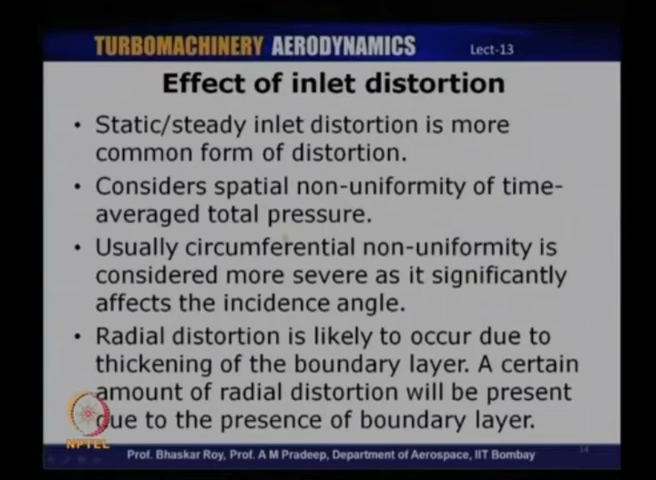 TURBOMACHINERY AERODYNAMICS Lect-13
Effect of inlet distortion
• Static/steady inlet distortion is more
common form of distortion.
• Considers spatial non-uniformity of time-
averaged total pressure.
• Usually circumferential non-uniformity is
considered more severe as it significantly
affects the incidence angle.
• Radial distortion is likely to occur due to
thickening of the boundary layer. A certain
amount of radial distortion will be present
due to the presence of boundary layer.
NPTEL
Prof. Bhaskar Roy, Prof. A M Pradeep, Department of Aerospace, IIT Bombay
14